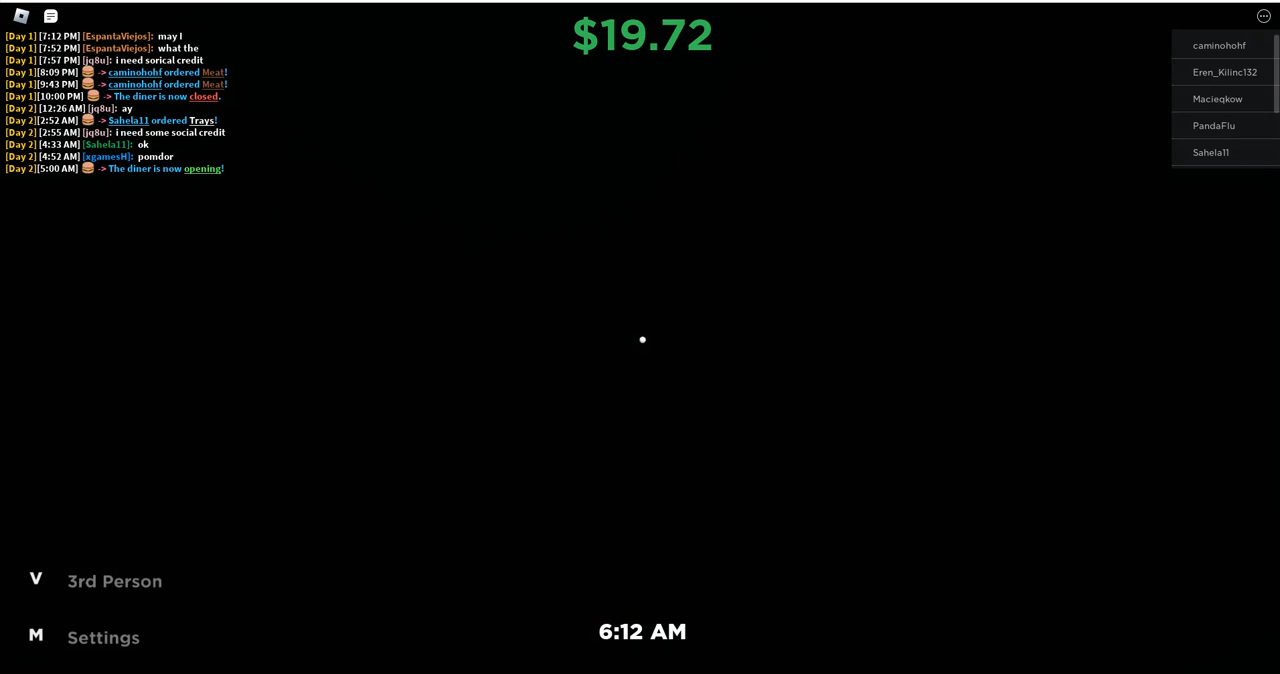 $19.72
[Day 1] [7:12 PM] [EspantaViejos]: may I
[Day 1] [7:52 PM] [EspantaViejos]: what the
[Day 1] [7:57 PM] [jq8u]: i need sorical credit
[Day 1][8:09 PM] 🍔 -> caminohohf ordered Meat!
[Day 1][9:43 PM] 🍔 -> caminohohf ordered Meat!
[Day 1][10:00 PM] 🍔 -> The diner is now closed.
[Day 2] [12:26 AM] [jq8u]: ay
[Day 2][2:52 AM] 🍔 -> Sahela11 ordered Trays!
[Day 2] [2:55 AM] [jq8u]: i need some social credit
[Day 2] [4:33 AM] [Sahela11]: ok
[Day 2] [4:52 AM] [xgamesH]: pomdor
[Day 2][5:00 AM] 🍔 -> The diner is now opening!
caminohohf
Eren_Kilinc132
Macieqkow
PandaFlu
Sahela11
V 3rd Person
M Settings
6:12 AM